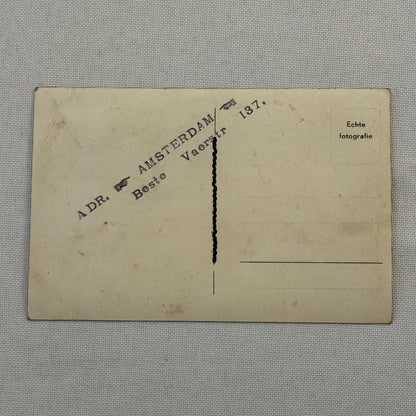 ADR. ☛ AMSTERDAM ☚
Beste Vaerstr 137.
Echte
fotografie